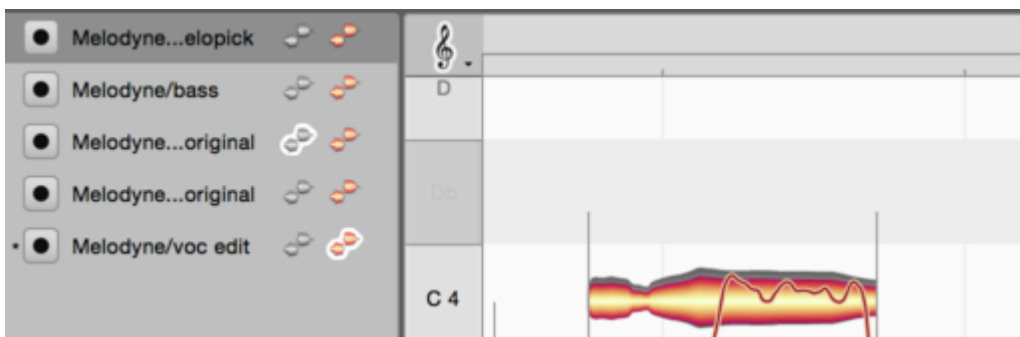 Melodyne...elopick
Melodyne/bass
Melodyne...original
Melodyne...original
Melodyne/voc edit
D
Db
C 4